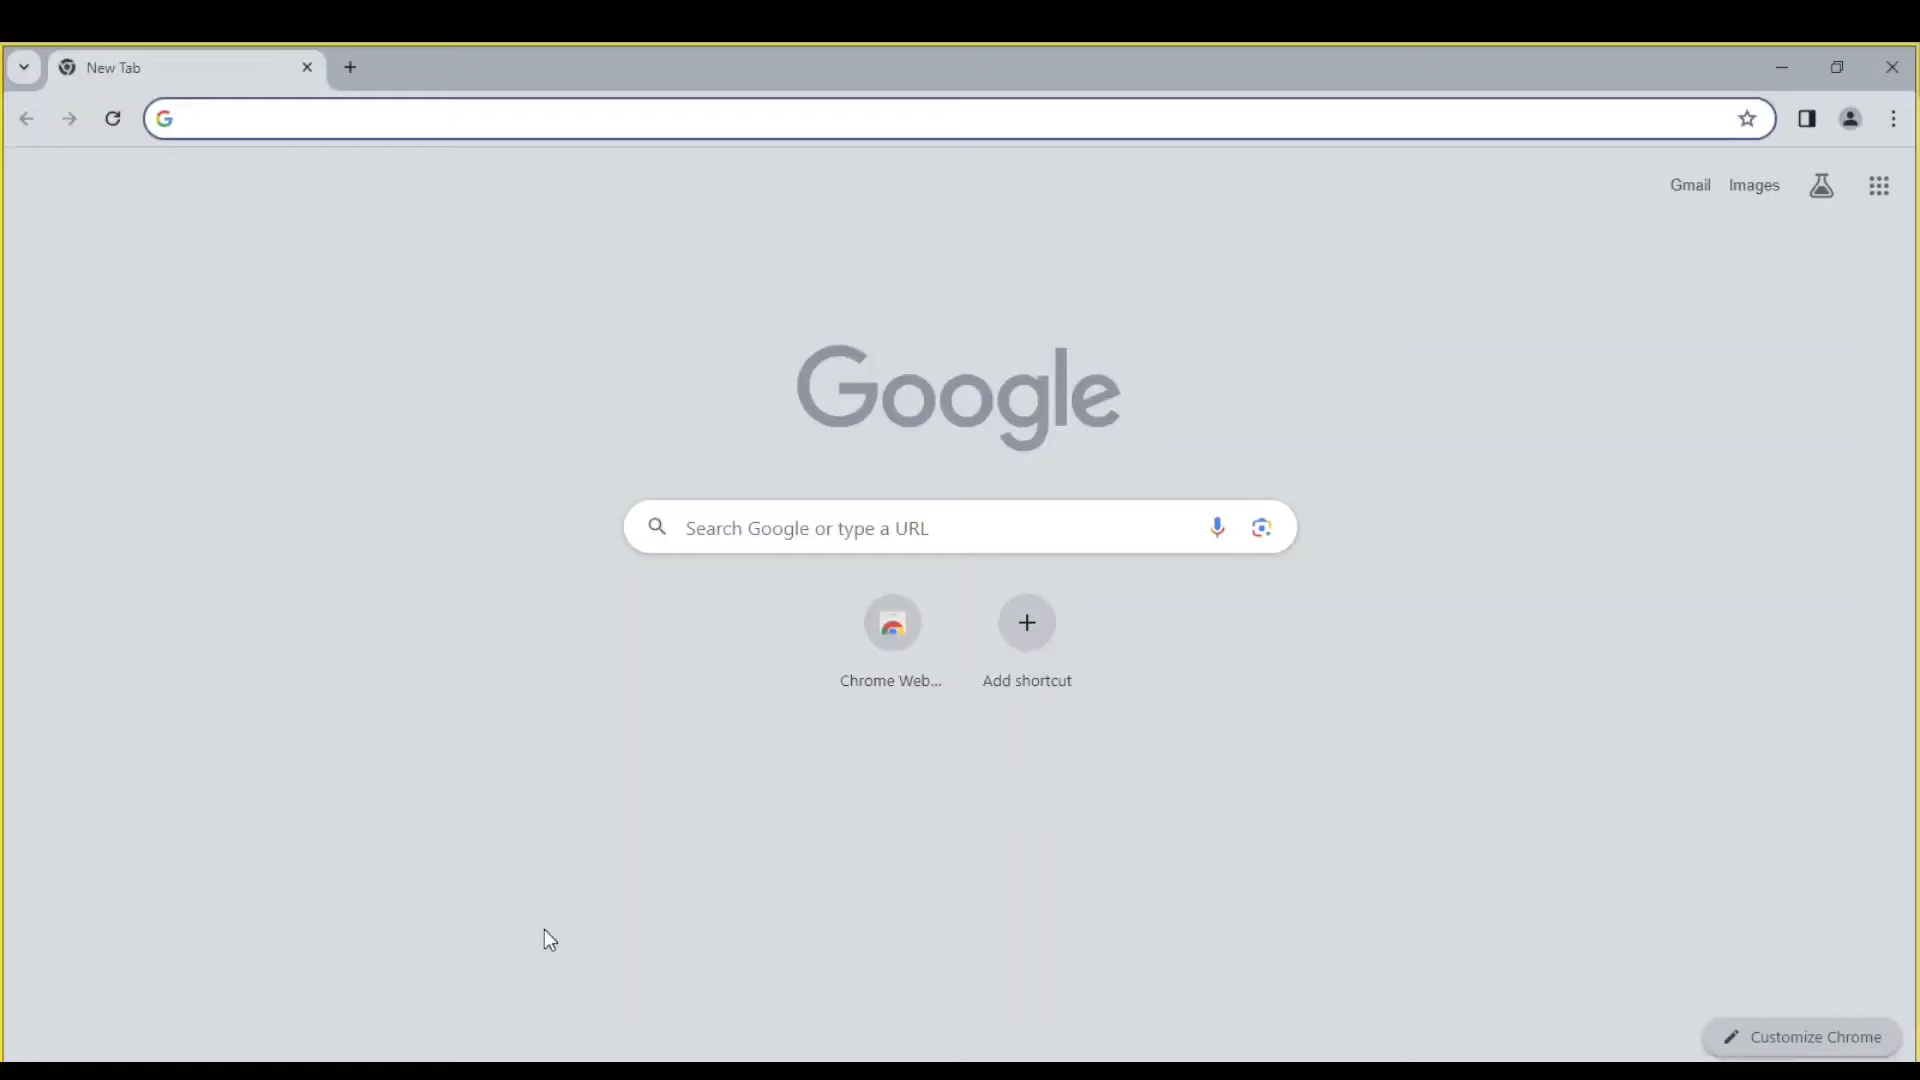 New Tab
Gmail Images
Google
Search Google or type a URL
Chrome Web...
Add shortcut
Customize Chrome